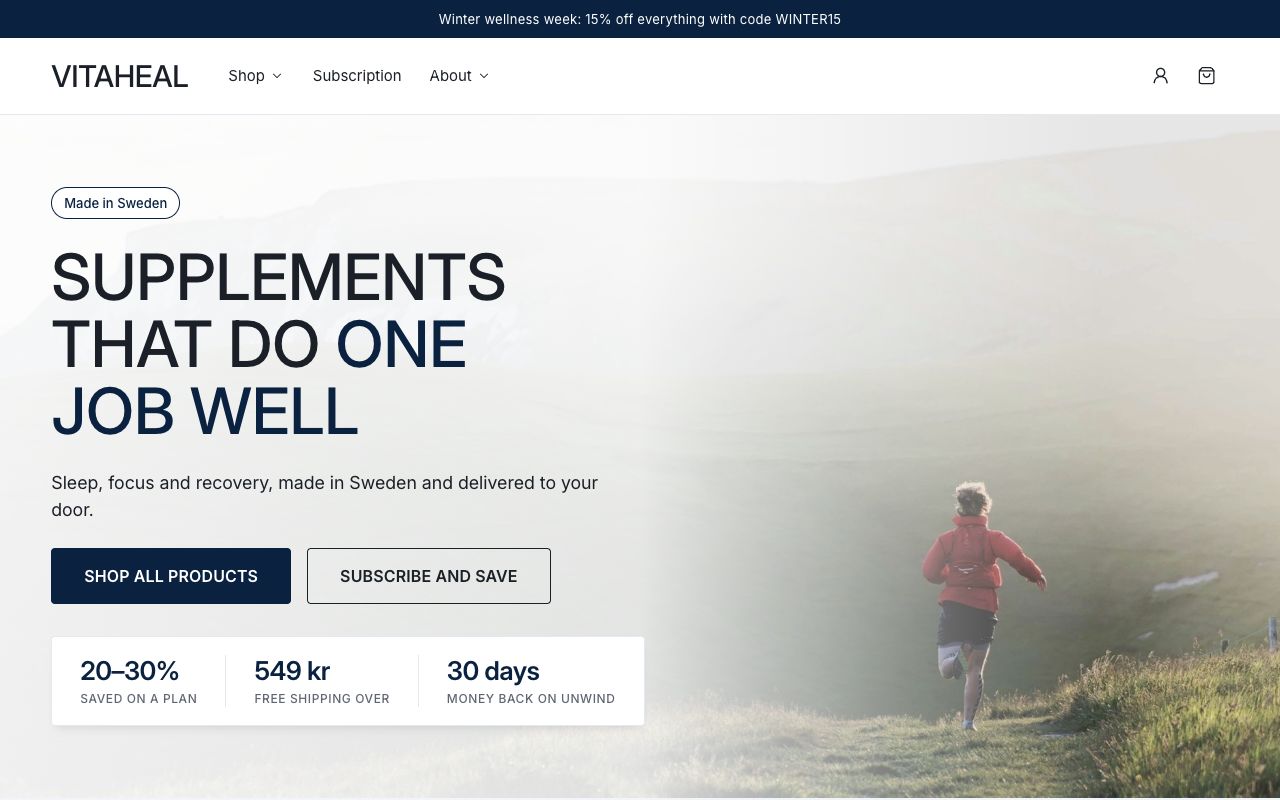 Winter wellness week: 15% off everything with code WINTER15
VITAHEAL
Shop
Subscription
About
Made in Sweden
SUPPLEMENTS
THAT DO ONE
JOB WELL
Sleep, focus and recovery, made in Sweden and delivered to your
door.
SHOP ALL PRODUCTS
SUBSCRIBE AND SAVE
20–30%
SAVED ON A PLAN
549 kr
FREE SHIPPING OVER
30 days
MONEY BACK ON UNWIND